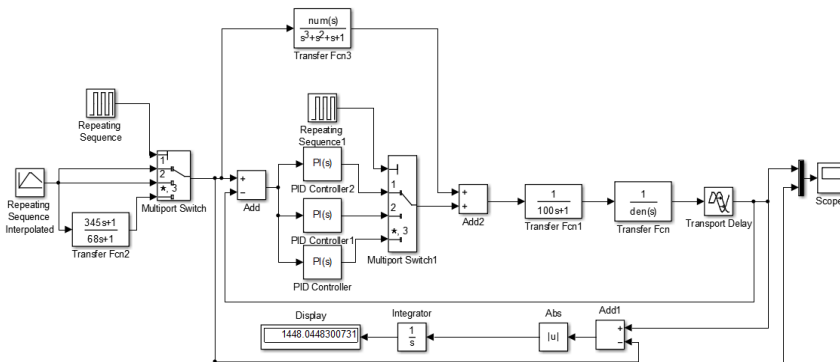 num(s)
s³+s²+s+1
Transfer Fcn3
Repeating
Sequence
1
2
*, 3
Multiport Switch
Repeating
Sequence
Interpolated
345s+1
68s+1
Transfer Fcn2
+
−
Add
Repeating
Sequence1
PI(s)
PID Controller2
PI(s)
PID Controller1
PI(s)
PID Controller
1
2
*, 3
Multiport Switch1
+
+
Add2
1
100s+1
Transfer Fcn1
1
den(s)
Transfer Fcn
Transport Delay
Scope
Display
1448.0448300731
Integrator
1
s
Abs
|u|
Add1
+
−